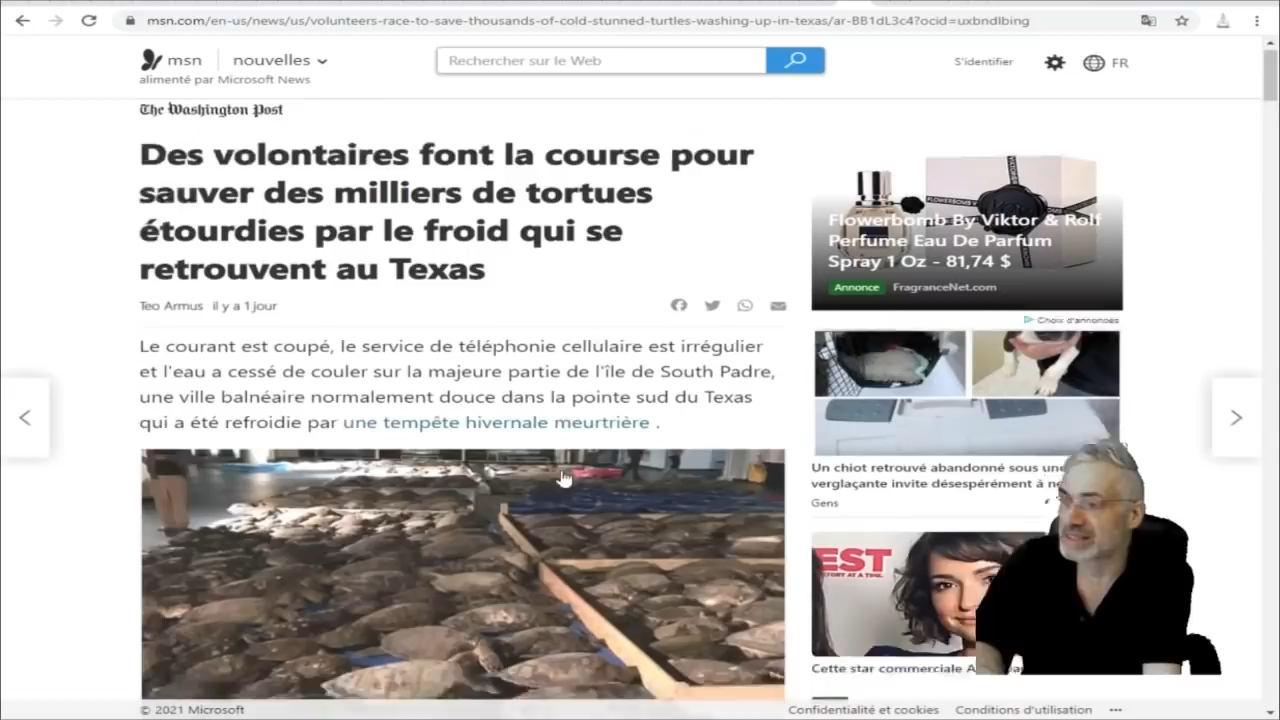 msn.com/en-us/news/us/volunteers-race-to-save-thousands-of-cold-stunned-turtles-washing-up-in-texas/ar-BB1dL3c4?ocid=uxbndlbing
msn
nouvelles
alimenté par Microsoft News
Rechercher sur le Web
S'identifier
FR
The Washington Post
Des volontaires font la course pour
sauver des milliers de tortues
étourdies par le froid qui se
retrouvent au Texas
Teo Armus il y a 1 jour
Le courant est coupé, le service de téléphonie cellulaire est irrégulier
et l'eau a cessé de couler sur la majeure partie de l'île de South Padre,
une ville balnéaire normalement douce dans la pointe sud du Texas
qui a été refroidie par une tempête hivernale meurtrière .
Flowerbomb By Viktor & Rolf
Perfume Eau De Parfum
Spray 1 Oz - 81,74 $
Annonce FragranceNet.com
Choix d'annonces
Un chiot retrouvé abandonné sous une
verglaçante invite désespérément à
Gens
EST
Cette star commerciale
© 2021 Microsoft
Confidentialité et cookies
Conditions d'utilisation